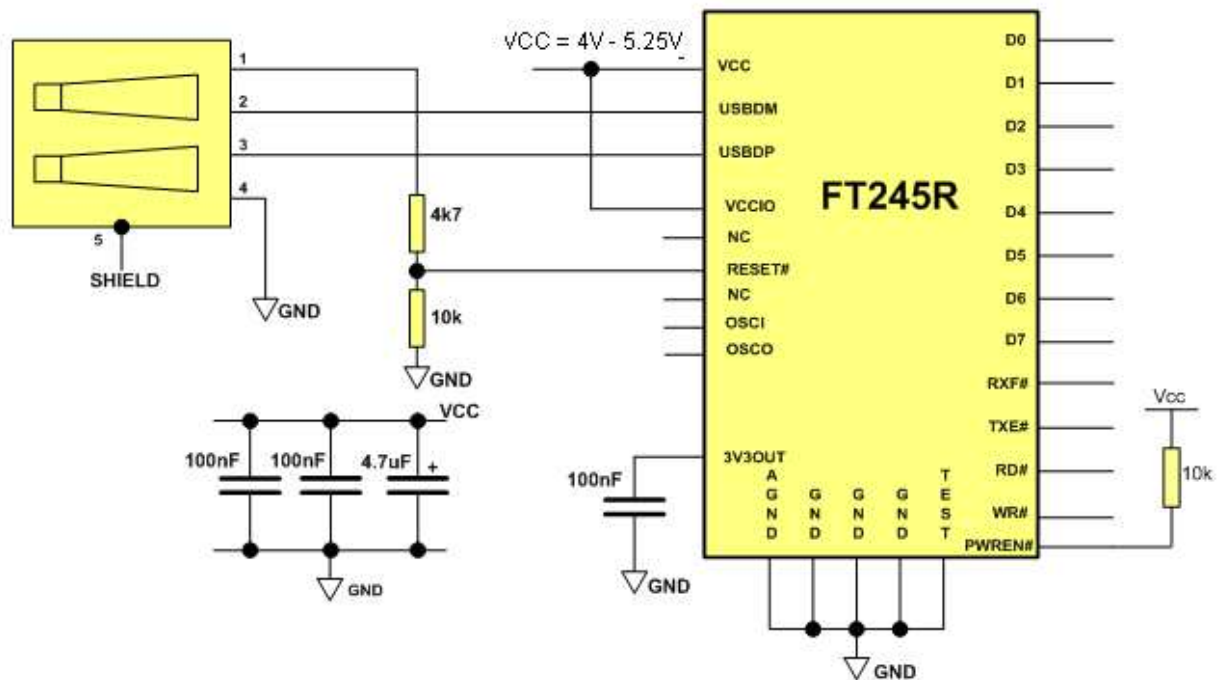 VCC = 4V - 5.25V
1
2
3
4
5
SHIELD
GND
4k7
10k
GND
VCC
100nF
100nF
4.7uF
+
GND
FT245R
VCC
USBDM
USBDP
VCCIO
NC
RESET#
NC
OSCI
OSCO
3V3OUT
AGND
GND
GND
GND
TEST
D0
D1
D2
D3
D4
D5
D6
D7
RXF#
TXE#
RD#
WR#
PWREN#
100nF
GND
GND
Vcc
10k